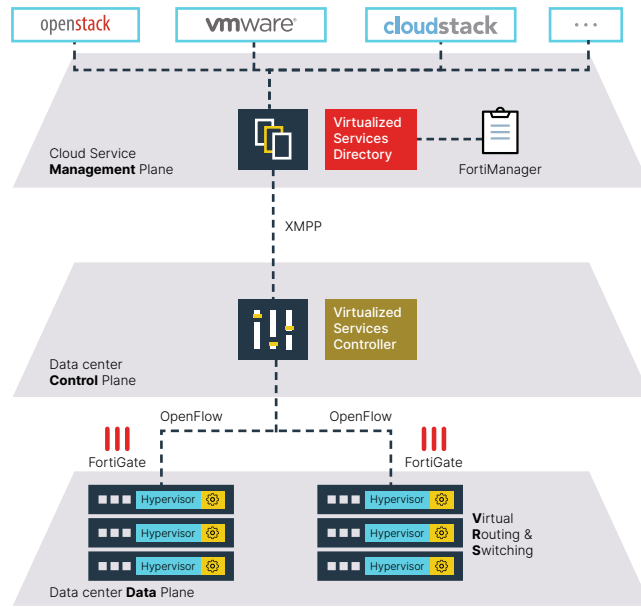 openstack
vmware®
cloudstack
...
Virtualized
Services
Directory
Cloud Service
Management Plane
FortiManager
XMPP
Virtualized
Services
Controller
Data center
Control Plane
OpenFlow
OpenFlow
FortiGate
FortiGate
Hypervisor
Hypervisor
Hypervisor
Hypervisor
Hypervisor
Hypervisor
Virtual
Routing &
Switching
Data center Data Plane